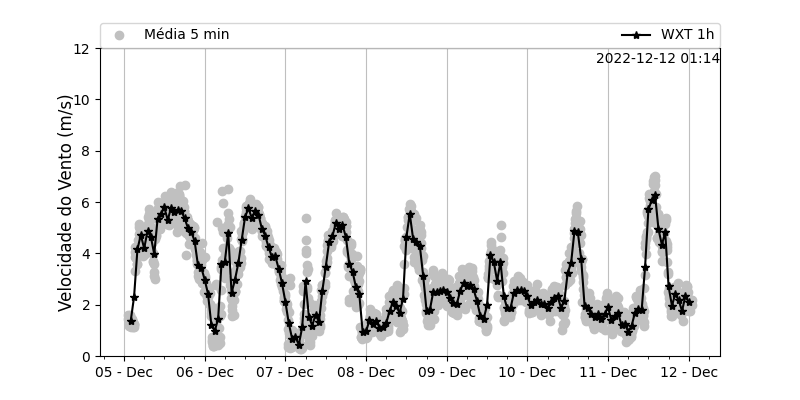 Média 5 min
WXT 1h
2022-12-12 01:14
Velocidade do Vento (m/s)
12
10
8
6
4
2
0
05 - Dec 06 - Dec 07 - Dec 08 - Dec 09 - Dec 10 - Dec 11 - Dec 12 - Dec